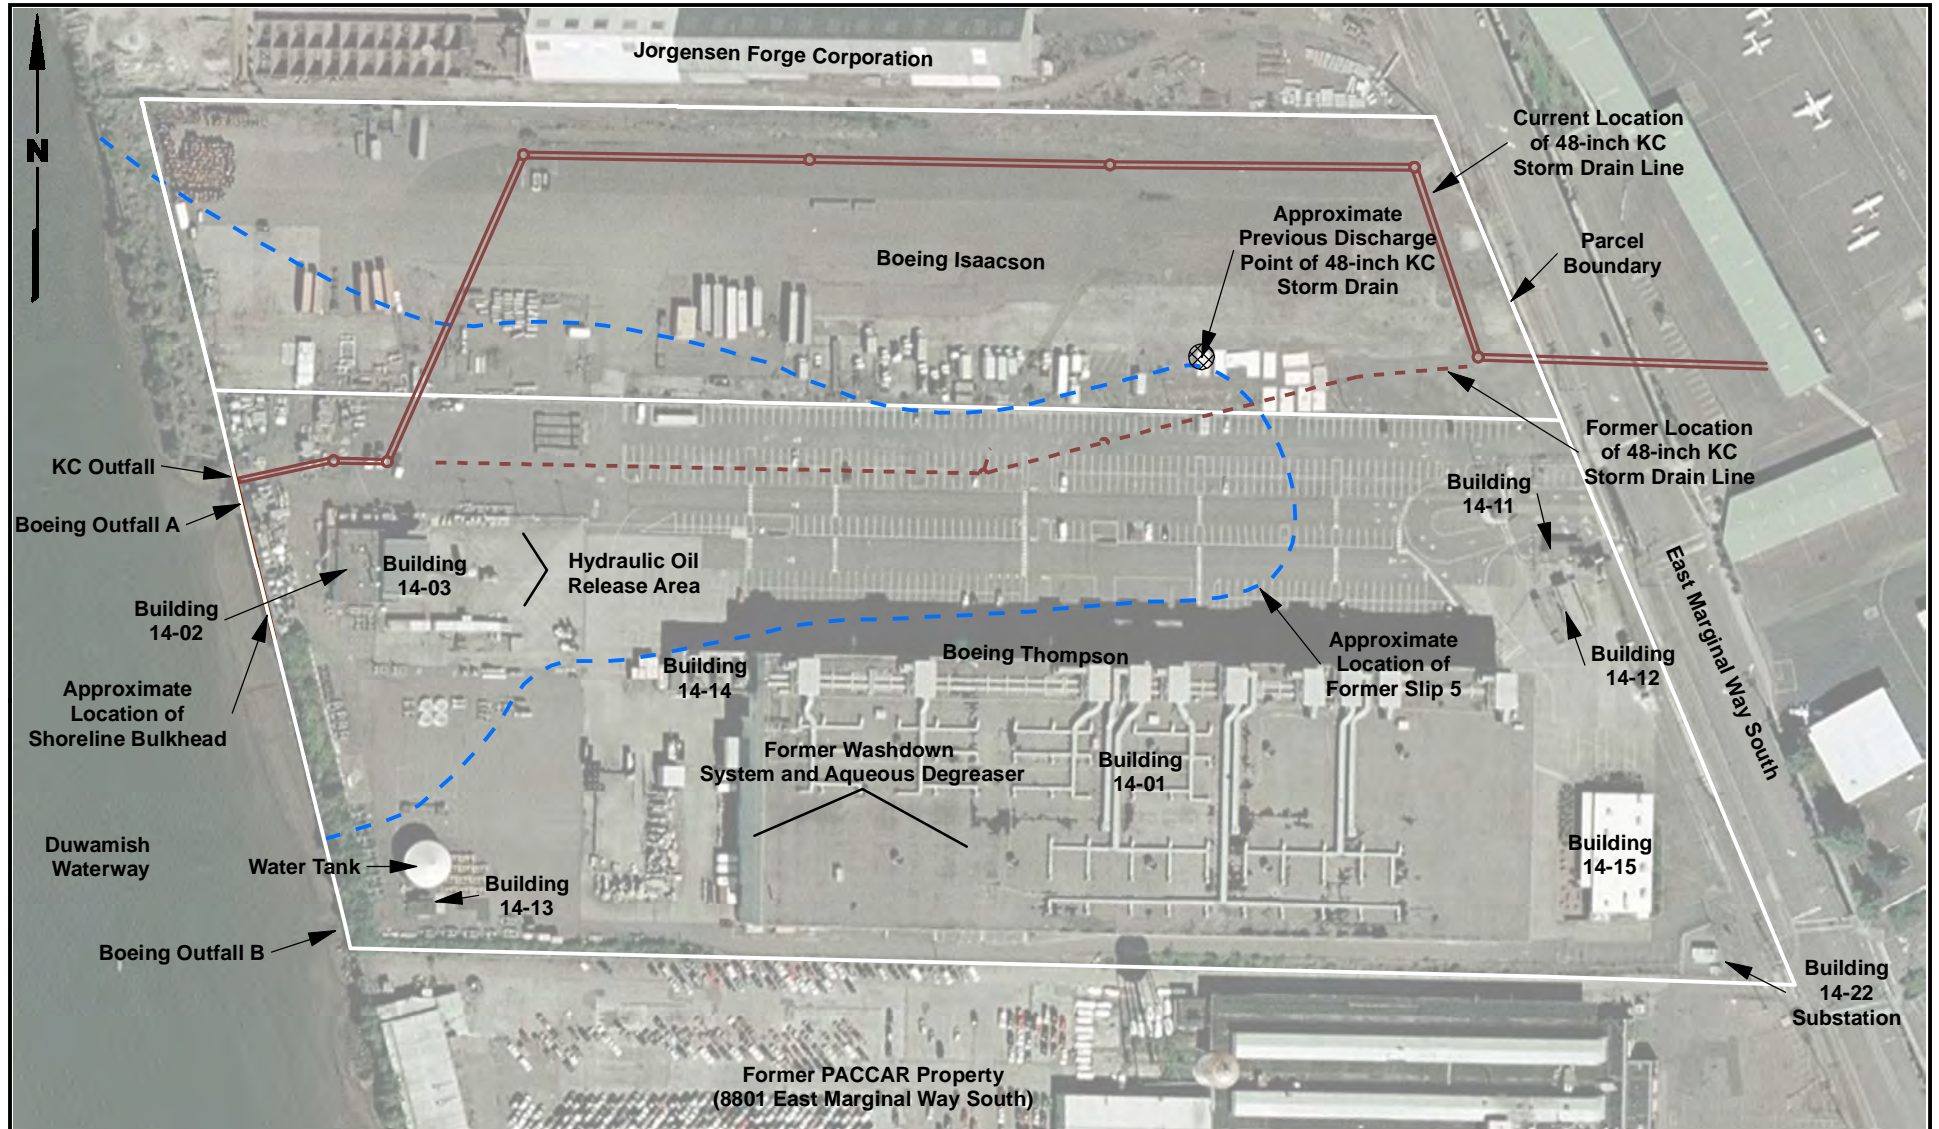 Jorgensen Forge Corporation
N
Current Location
of 48-inch KC
Storm Drain Line
Approximate
Previous Discharge
Point of 48-inch KC
Storm Drain
Parcel
Boundary
Boeing Isaacson
Former Location
of 48-inch KC
Storm Drain Line
KC Outfall
Building
14-11
Boeing Outfall A
Building
14-03
Hydraulic Oil
Release Area
Building
14-02
East Marginal Way South
Approximate
Location of
Former Slip 5
Building
14-12
Boeing Thompson
Building
14-14
Approximate
Location of
Shoreline Bulkhead
Former Washdown
System and Aqueous Degreaser
Building
14-01
Duwamish
Waterway
Water Tank
Building
14-13
Building
14-15
Boeing Outfall B
Building
14-22
Substation
Former PACCAR Property
(8801 East Marginal Way South)